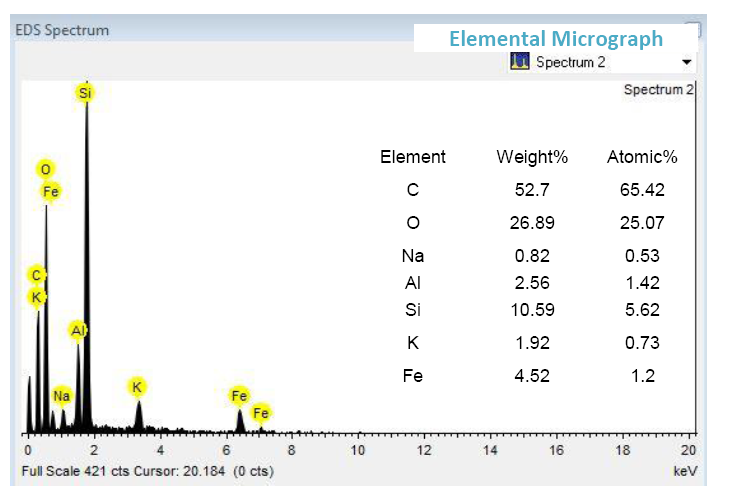 EDS Spectrum
Elemental Micrograph
Spectrum 2
Spectrum 2
Si
O
Fe
C
K
Al
Na
K
Fe
Fe
Element Weight% Atomic%
C 52.7 65.42
O 26.89 25.07
Na 0.82 0.53
Al 2.56 1.42
Si 10.59 5.62
K 1.92 0.73
Fe 4.52 1.2
0 2 4 6 8 10 12 14 16 18 20
Full Scale 421 cts Cursor: 20.184 (0 cts) keV